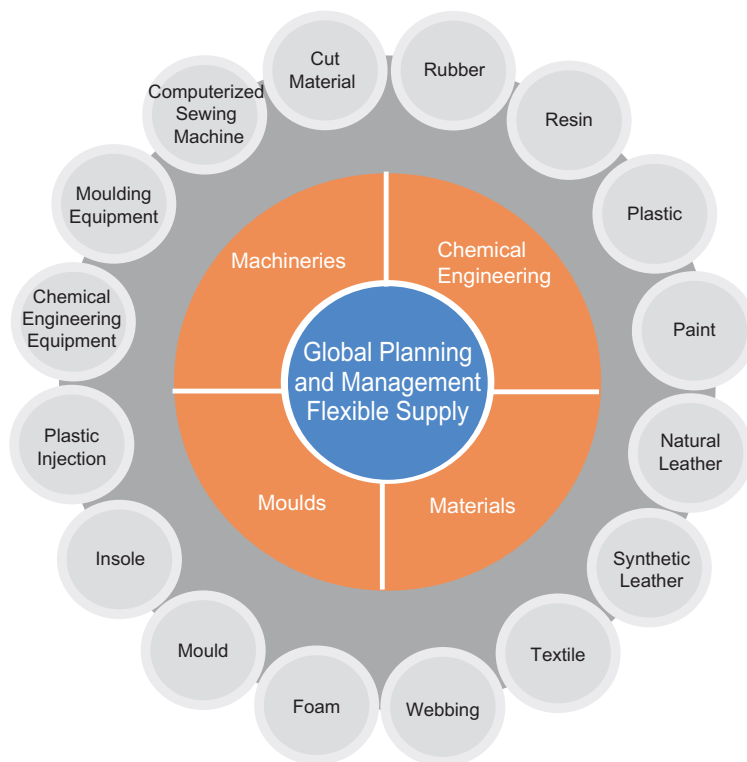 Cut
Material
Rubber
Resin
Plastic
Paint
Natural
Leather
Synthetic
Leather
Textile
Webbing
Foam
Mould
Insole
Plastic
Injection
Chemical
Engineering
Equipment
Moulding
Equipment
Computerized
Sewing
Machine
Machineries
Chemical
Engineering
Materials
Moulds
Global Planning
and Management
Flexible Supply